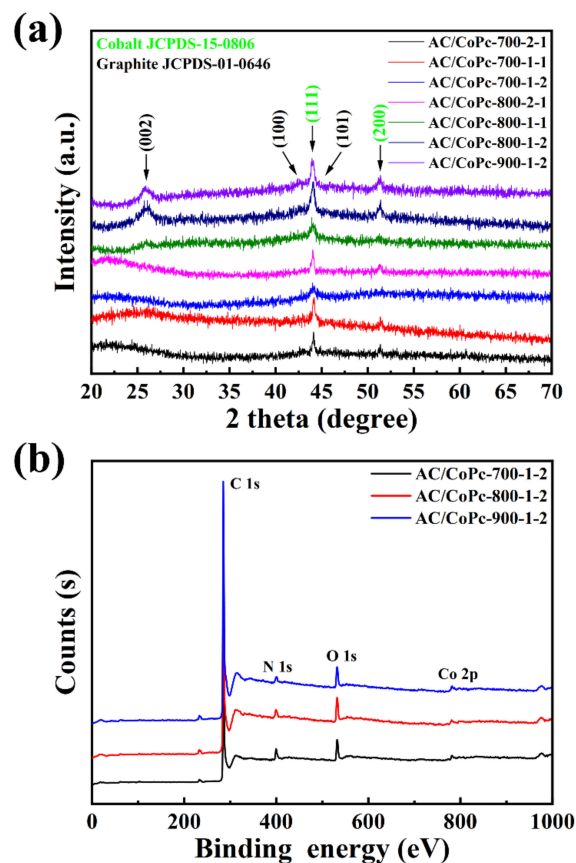 (a)
Cobalt JCPDS-15-0806
Graphite JCPDS-01-0646
AC/CoPc-700-2-1
AC/CoPc-700-1-1
AC/CoPc-700-1-2
AC/CoPc-800-2-1
AC/CoPc-800-1-1
AC/CoPc-800-1-2
AC/CoPc-900-1-2
(002)
(100)
(111)
(101)
(200)
Intensity (a.u.)
20 25 30 35 40 45 50 55 60 65 70
2 theta (degree)
(b)
AC/CoPc-700-1-2
AC/CoPc-800-1-2
AC/CoPc-900-1-2
C 1s
N 1s
O 1s
Co 2p
Counts (s)
0 200 400 600 800 1000
Binding energy (eV)